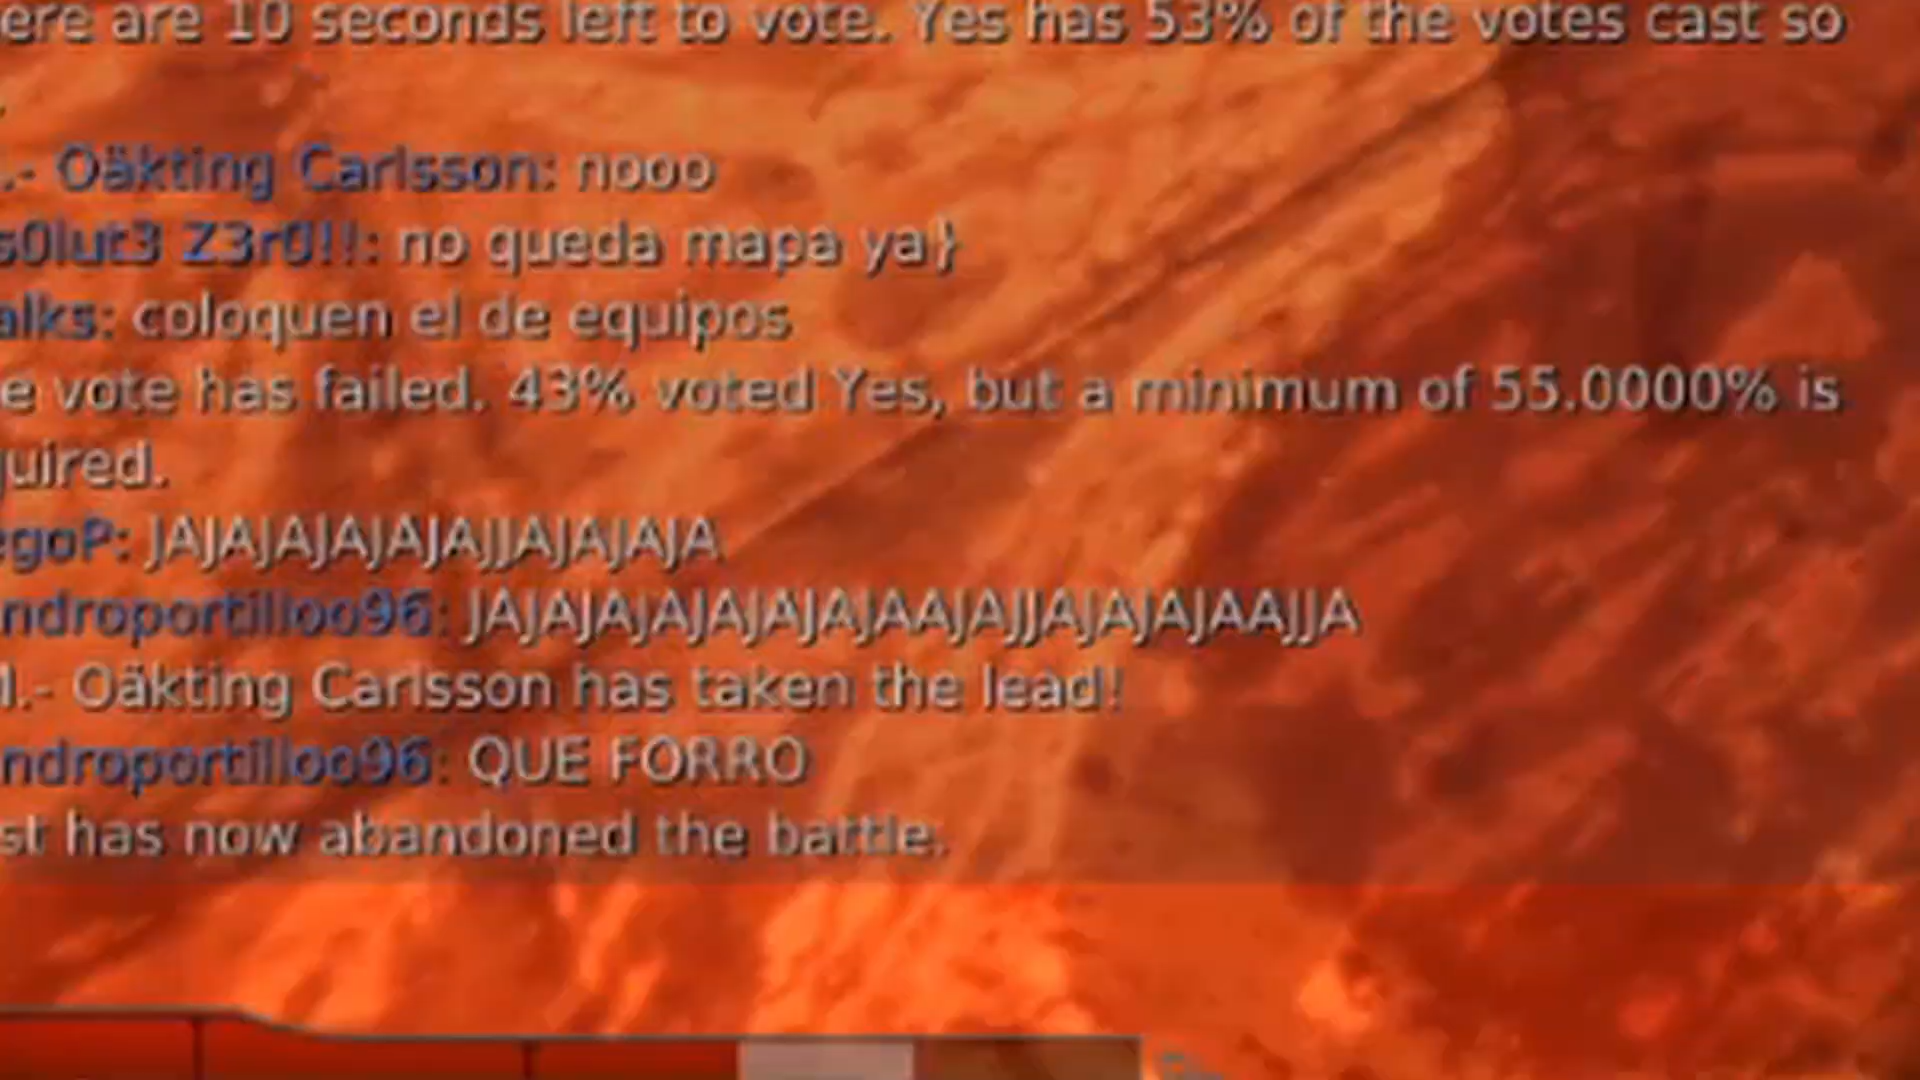 ere are 10 seconds left to vote. Yes has 53% of the votes cast so
.
.- Oäkting Carlsson: nooo
s0lut3 Z3r0!!: no queda mapa ya}
alks: coloquen el de equipos
e vote has failed. 43% voted Yes, but a minimum of 55.0000% is
quired.
egoP: JAJAJAJAJAJAJJAJAJAJA
ndroportilloo96: JAJAJAJAJAJAJAJAAJAJJAJAJAJAAJJA
.- Oäkting Carlsson has taken the lead!
ndroportilloo96: QUE FORRO
st has now abandoned the battle.